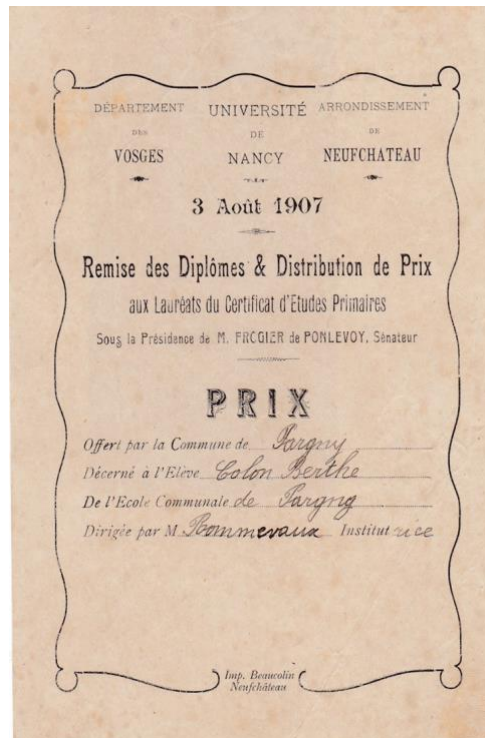 DÉPARTEMENT
DES
VOSGES
UNIVERSITÉ
DE
NANCY
ARRONDISSEMENT
DE
NEUFCHATEAU
3 Août 1907
Remise des Diplômes & Distribution de Prix
aux Lauréats du Certificat d'Etudes Primaires
Sous la Présidence de M. FROGIER de PONLEVOY, Sénateur
PRIX
Offert par la Commune de Pargny
Décerné à l'Elève Colon Berthe
De l'Ecole Communale de Pargny
Dirigée par M Rommevaux Institutrice
Imp. Beaucolin
Neufchâteau